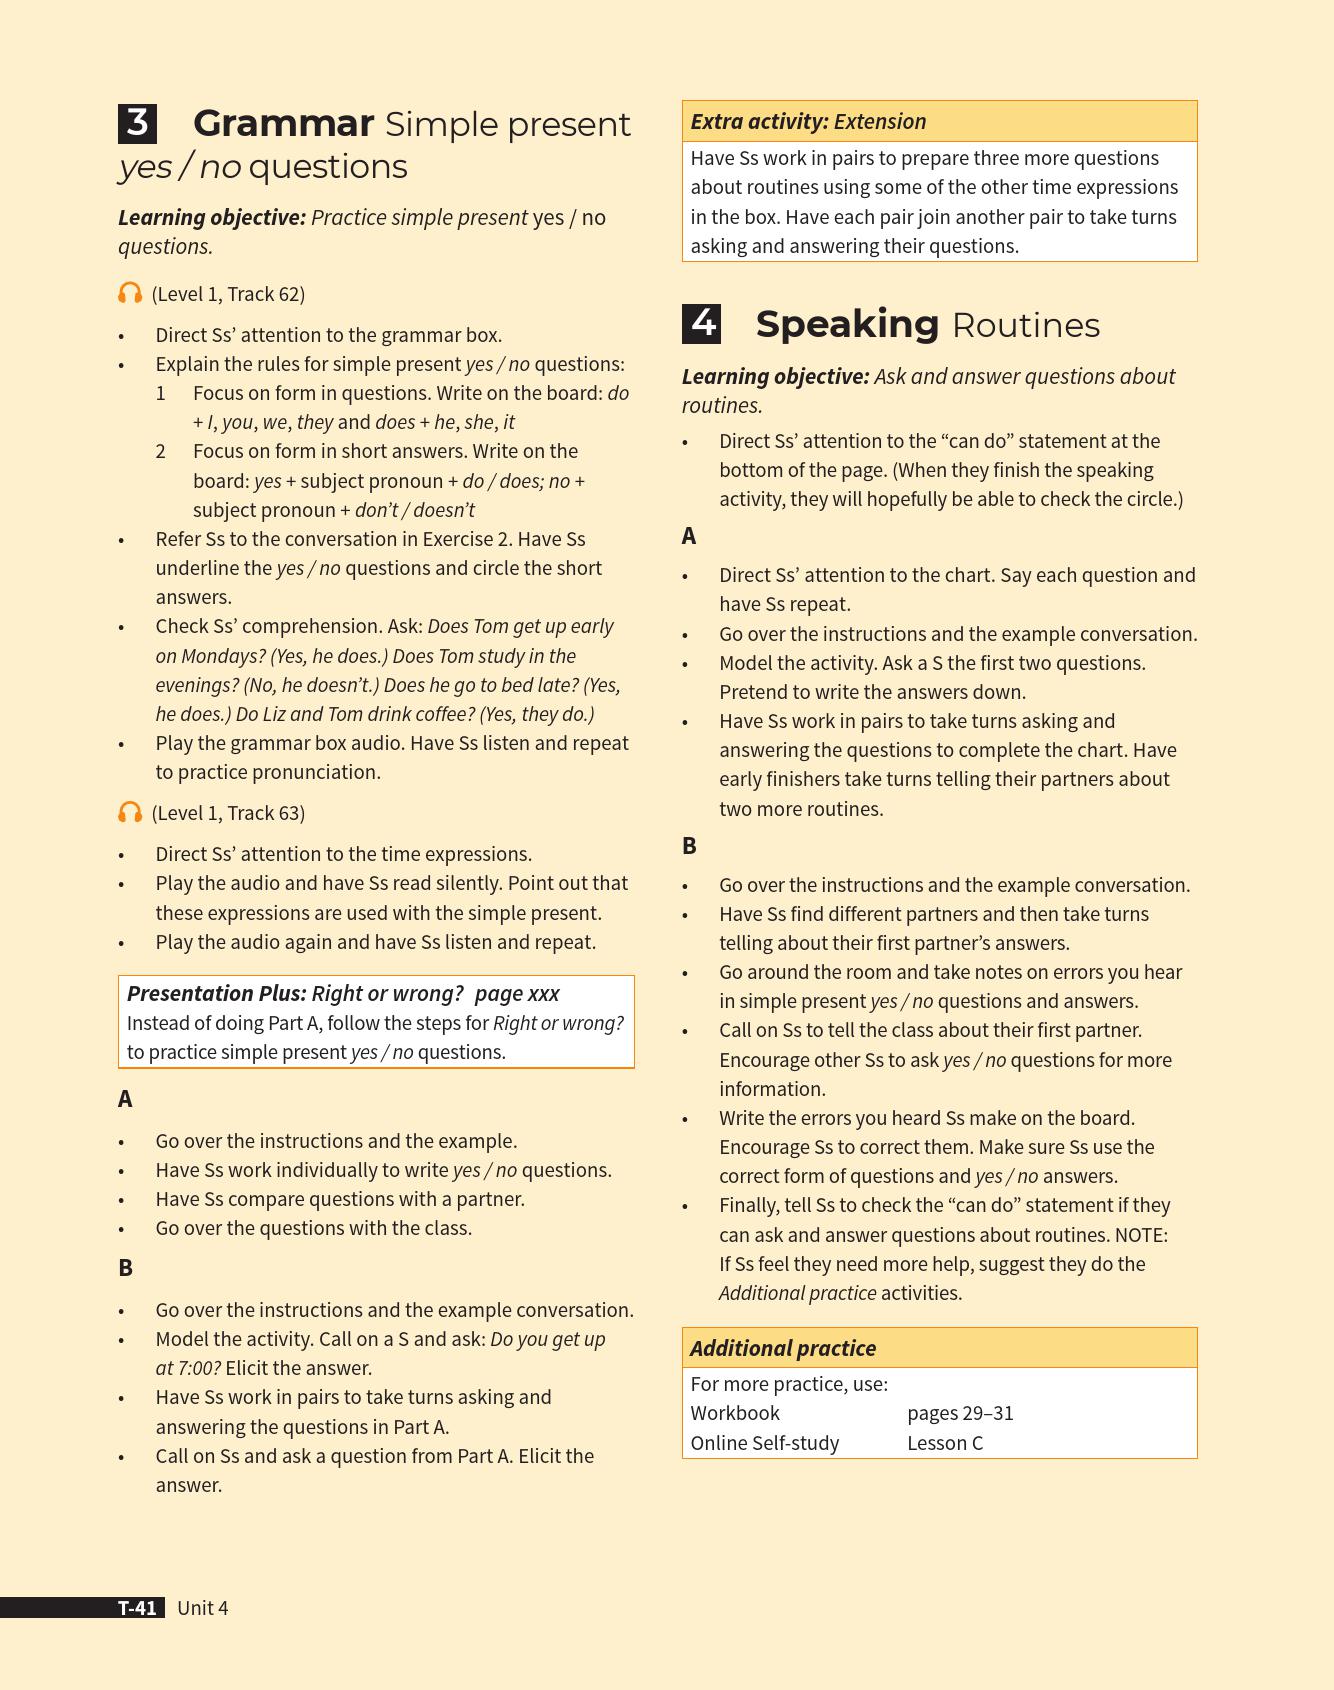 3 Grammar Simple present
yes / no questions
Learning objective: Practice simple present yes / no
questions.
(Level 1, Track 62)
• Direct Ss’ attention to the grammar box.
• Explain the rules for simple present yes / no questions:
1 Focus on form in questions. Write on the board: do
+ I, you, we, they and does + he, she, it
2 Focus on form in short answers. Write on the
board: yes + subject pronoun + do / does; no +
subject pronoun + don’t / doesn’t
• Refer Ss to the conversation in Exercise 2. Have Ss
underline the yes / no questions and circle the short
answers.
• Check Ss’ comprehension. Ask: Does Tom get up early
on Mondays? (Yes, he does.) Does Tom study in the
evenings? (No, he doesn’t.) Does he go to bed late? (Yes,
he does.) Do Liz and Tom drink coffee? (Yes, they do.)
• Play the grammar box audio. Have Ss listen and repeat
to practice pronunciation.
(Level 1, Track 63)
• Direct Ss’ attention to the time expressions.
• Play the audio and have Ss read silently. Point out that
these expressions are used with the simple present.
• Play the audio again and have Ss listen and repeat.
Presentation Plus: Right or wrong? page xxx
Instead of doing Part A, follow the steps for Right or wrong?
to practice simple present yes / no questions.
A
• Go over the instructions and the example.
• Have Ss work individually to write yes / no questions.
• Have Ss compare questions with a partner.
• Go over the questions with the class.
B
• Go over the instructions and the example conversation.
• Model the activity. Call on a S and ask: Do you get up
at 7:00? Elicit the answer.
• Have Ss work in pairs to take turns asking and
answering the questions in Part A.
• Call on Ss and ask a question from Part A. Elicit the
answer.
Extra activity: Extension
Have Ss work in pairs to prepare three more questions
about routines using some of the other time expressions
in the box. Have each pair join another pair to take turns
asking and answering their questions.
4 Speaking Routines
Learning objective: Ask and answer questions about
routines.
• Direct Ss’ attention to the “can do” statement at the
bottom of the page. (When they finish the speaking
activity, they will hopefully be able to check the circle.)
A
• Direct Ss’ attention to the chart. Say each question and
have Ss repeat.
• Go over the instructions and the example conversation.
• Model the activity. Ask a S the first two questions.
Pretend to write the answers down.
• Have Ss work in pairs to take turns asking and
answering the questions to complete the chart. Have
early finishers take turns telling their partners about
two more routines.
B
• Go over the instructions and the example conversation.
• Have Ss find different partners and then take turns
telling about their first partner’s answers.
• Go around the room and take notes on errors you hear
in simple present yes / no questions and answers.
• Call on Ss to tell the class about their first partner.
Encourage other Ss to ask yes / no questions for more
information.
• Write the errors you heard Ss make on the board.
Encourage Ss to correct them. Make sure Ss use the
correct form of questions and yes / no answers.
• Finally, tell Ss to check the “can do” statement if they
can ask and answer questions about routines. NOTE:
If Ss feel they need more help, suggest they do the
Additional practice activities.
Additional practice
For more practice, use:
Workbook pages 29–31
Online Self-study Lesson C
T-41 Unit 4